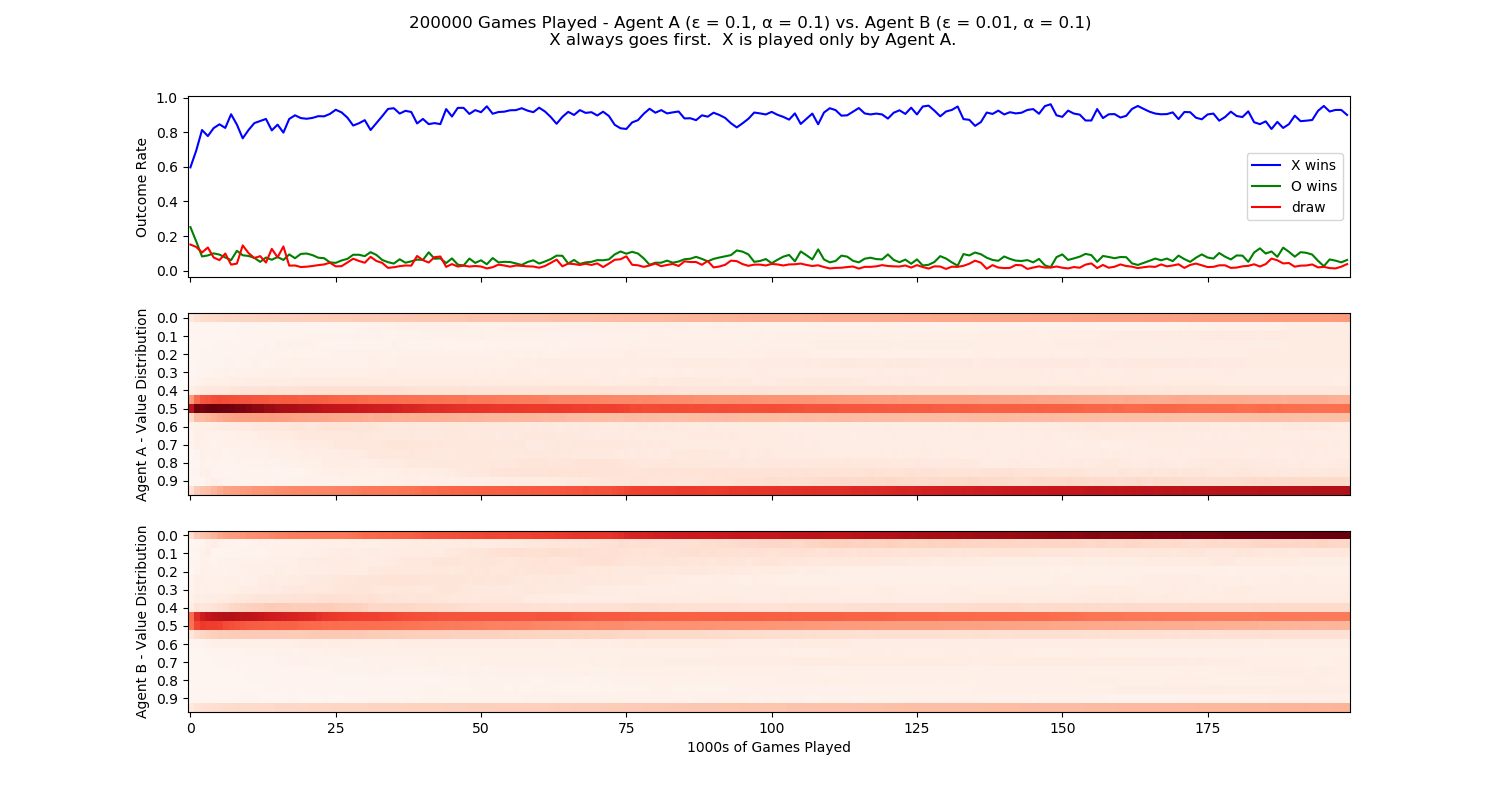 200000 Games Played - Agent A (ε = 0.1, α = 0.1) vs. Agent B (ε = 0.01, α = 0.1)
X always goes first.  X is played only by Agent A.
Outcome Rate
1.0
0.8
0.6
0.4
0.2
0.0
X wins
O wins
draw
Agent A - Value Distribution
0.0
0.1
0.2
0.3
0.4
0.5
0.6
0.7
0.8
0.9
Agent B - Value Distribution
0.0
0.1
0.2
0.3
0.4
0.5
0.6
0.7
0.8
0.9
0 25 50 75 100 125 150 175
1000s of Games Played